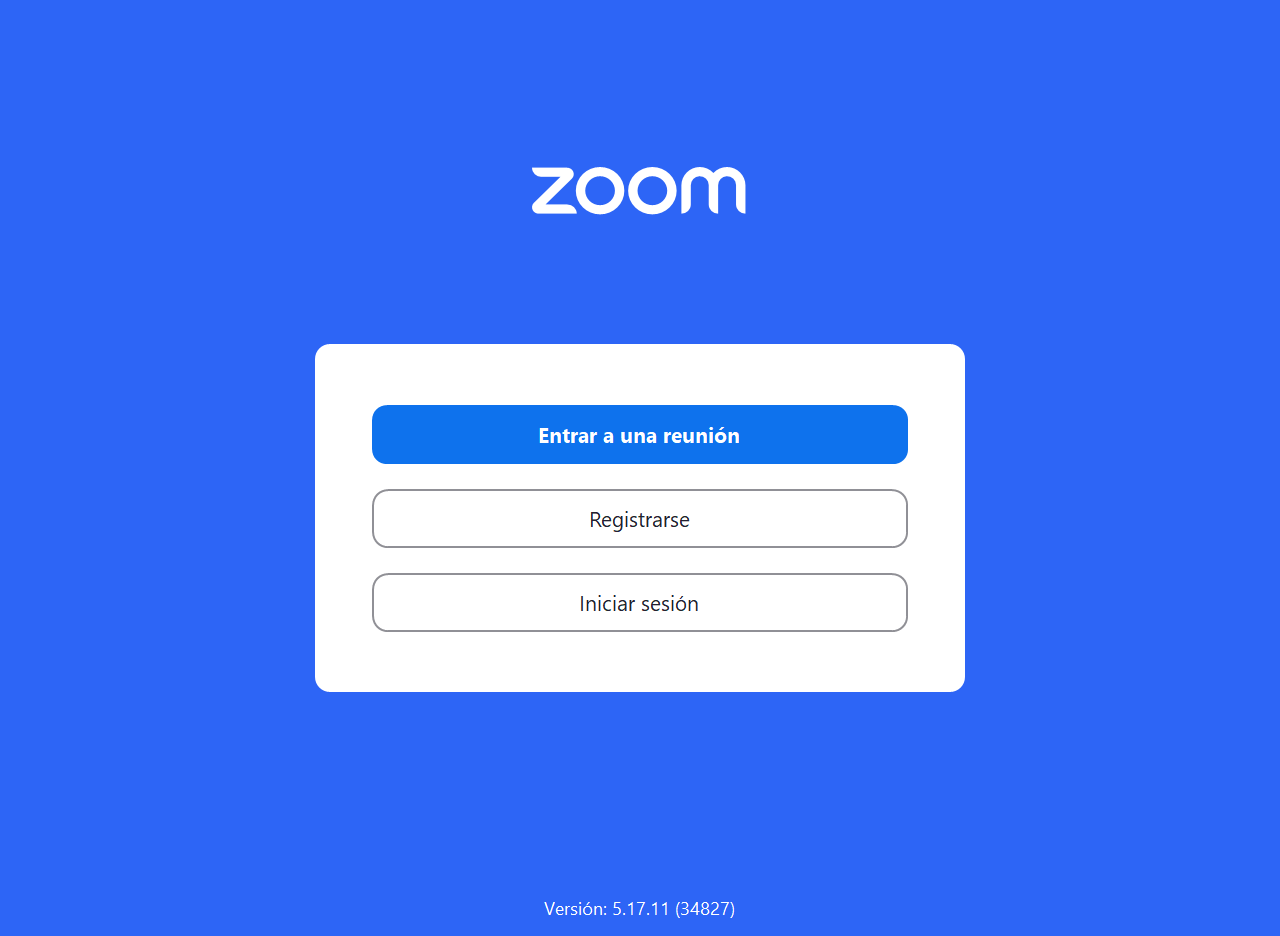 zoom
Entrar a una reunión
Registrarse
Iniciar sesión
Versión: 5.17.11 (34827)